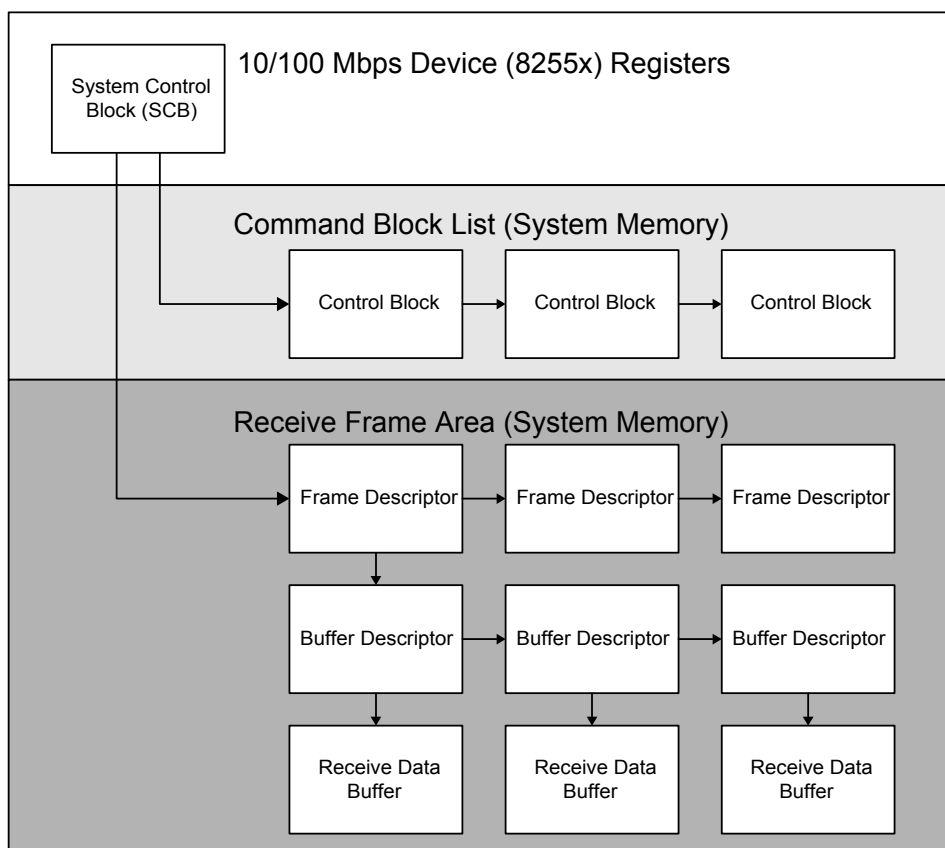 10/100 Mbps Device (8255x) Registers
System Control
Block (SCB)
Command Block List (System Memory)
Control Block
Control Block
Control Block
Receive Frame Area (System Memory)
Frame Descriptor
Frame Descriptor
Frame Descriptor
Buffer Descriptor
Buffer Descriptor
Buffer Descriptor
Receive Data
Buffer
Receive Data
Buffer
Receive Data
Buffer